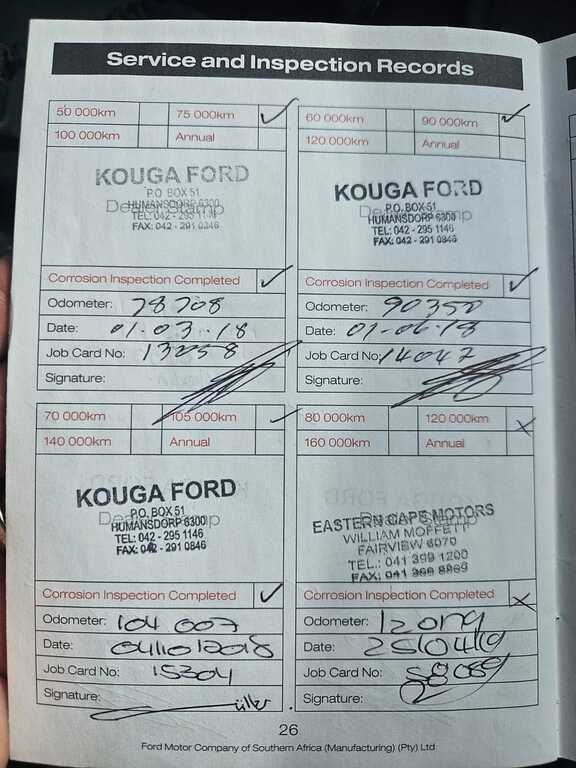 Service and Inspection Records
50 000km 75 000km ✓
100 000km Annual
KOUGA FORD
P.O. BOX 51
Dealer Stamp
HUMANSDORP 6300
TEL: 042 - 295 1146
FAX: 042 - 291 0846
Corrosion Inspection Completed ✓
Odometer: 78708
Date: 01.03.18
Job Card No: 13258
Signature:
60 000km 90 000km ✓
120 000km Annual
KOUGA FORD
P.O. BOX 51
HUMANSDORP 6300
TEL: 042 - 295 1146
FAX: 042 - 291 0846
Corrosion Inspection Completed ✓
Odometer: 90350
Date: 01-06-18
Job Card No: 14047
Signature:
70 000km 105 000km ✓
140 000km Annual
KOUGA FORD
P.O. BOX 51
Dealer Stamp
HUMANSDORP 6300
TEL: 042 - 295 1146
FAX: 042 - 291 0846
Corrosion Inspection Completed ✓
Odometer: 104 007
Date: 04/10/2018
Job Card No: 15304
Signature:
80 000km 120 000km ×
160 000km Annual
EASTERN CAPE MOTORS
Dealer Stamp
WILLIAM MOFFETT
FAIRVIEW 6070
TEL.: 041 399 1200
Corrosion Inspection Completed ×
Odometer:
Date:
Job Card No:
Signature:
26
Ford Motor Company of Southern Africa (Manufacturing) (Pty) Ltd